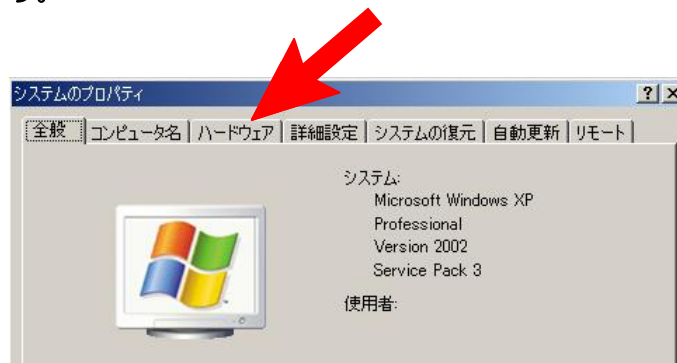 す。
システムのプロパティ
全般 コンピュータ名 ハードウェア 詳細設定 システムの復元 自動更新 リモート
システム:
Microsoft Windows XP
Professional
Version 2002
Service Pack 3
使用者: